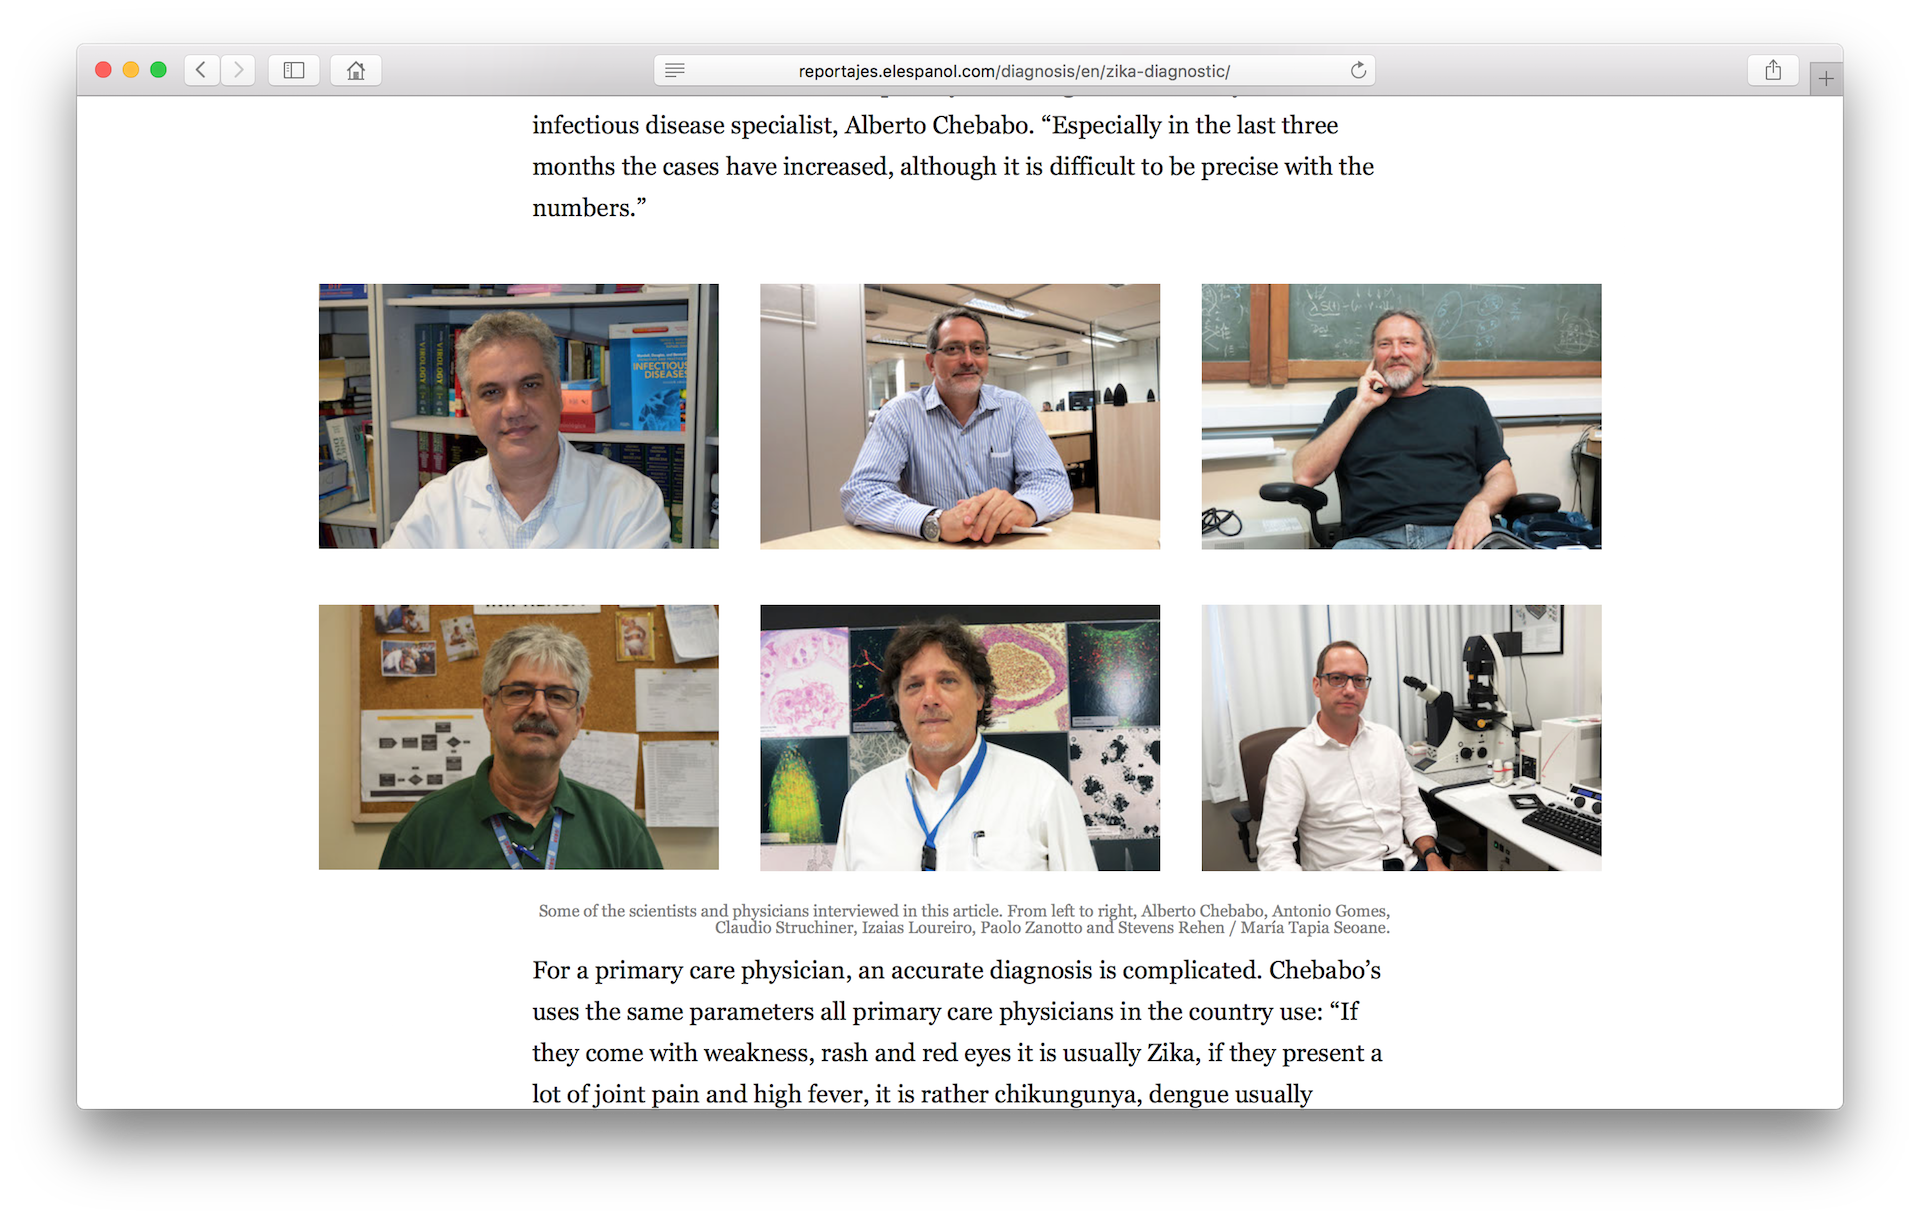 reportajes.elespanol.com/diagnosis/en/zika-diagnostic/
infectious disease specialist, Alberto Chebabo. “Especially in the last three
months the cases have increased, although it is difficult to be precise with the
numbers.”
VIROLOGY
VIROLOGY
INFECTIOUS
DISEASES
Some of the scientists and physicians interviewed in this article. From left to right, Alberto Chebabo, Antonio Gomes,
Claudio Struchiner, Izaias Loureiro, Paolo Zanotto and Stevens Rehen / María Tapia Seoane.
For a primary care physician, an accurate diagnosis is complicated. Chebabo’s
uses the same parameters all primary care physicians in the country use: “If
they come with weakness, rash and red eyes it is usually Zika, if they present a
lot of joint pain and high fever, it is rather chikungunya, dengue usually